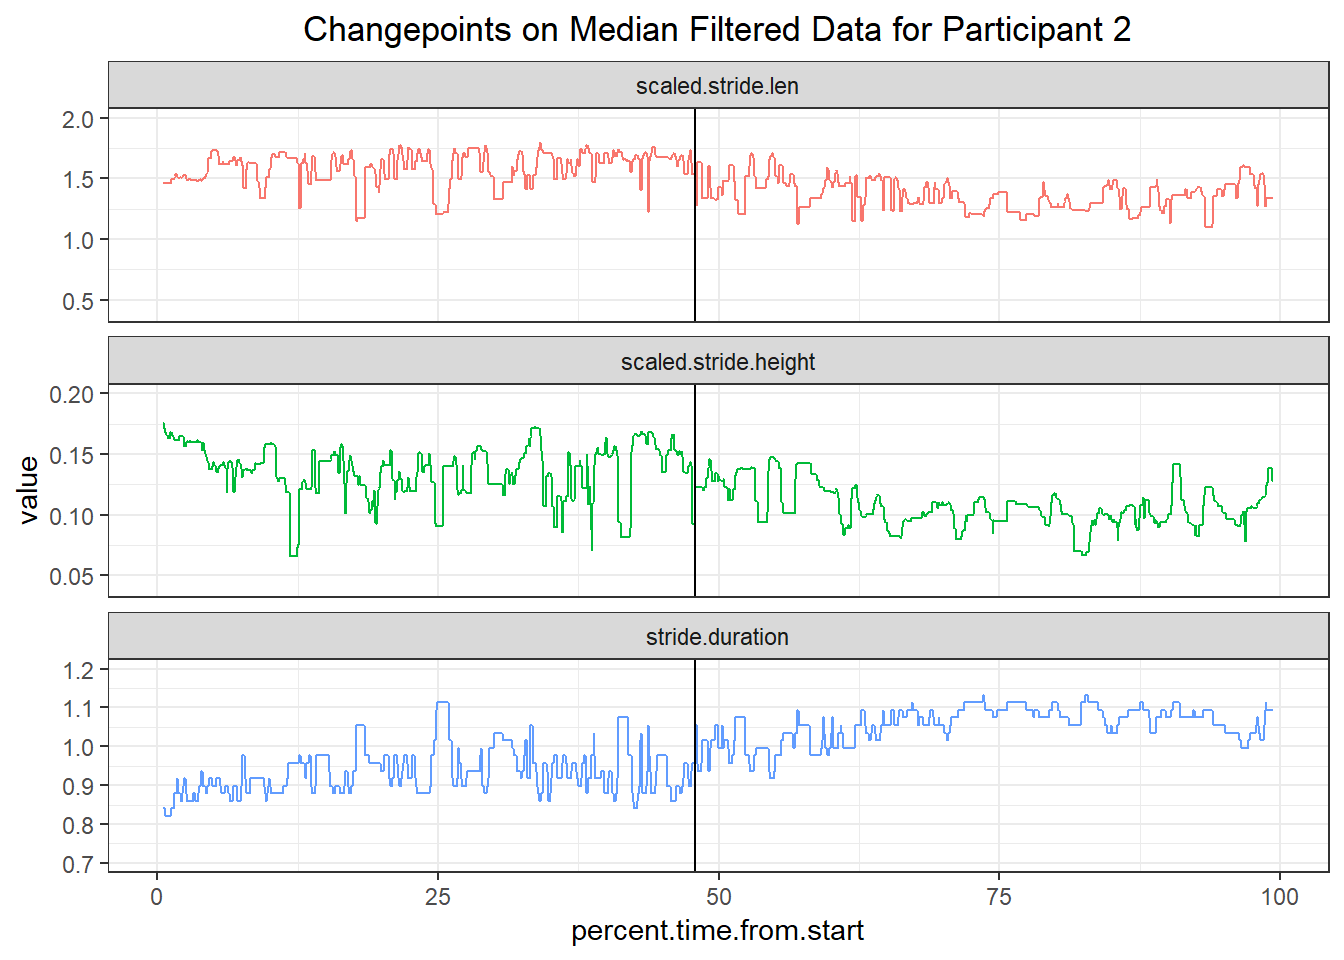 Changepoints on Median Filtered Data for Participant 2
scaled.stride.len
2.0
1.5
1.0
0.5
scaled.stride.height
0.20
0.15
0.10
0.05
value
stride.duration
1.2
1.1
1.0
0.9
0.8
0.7
0 25 50 75 100
percent.time.from.start